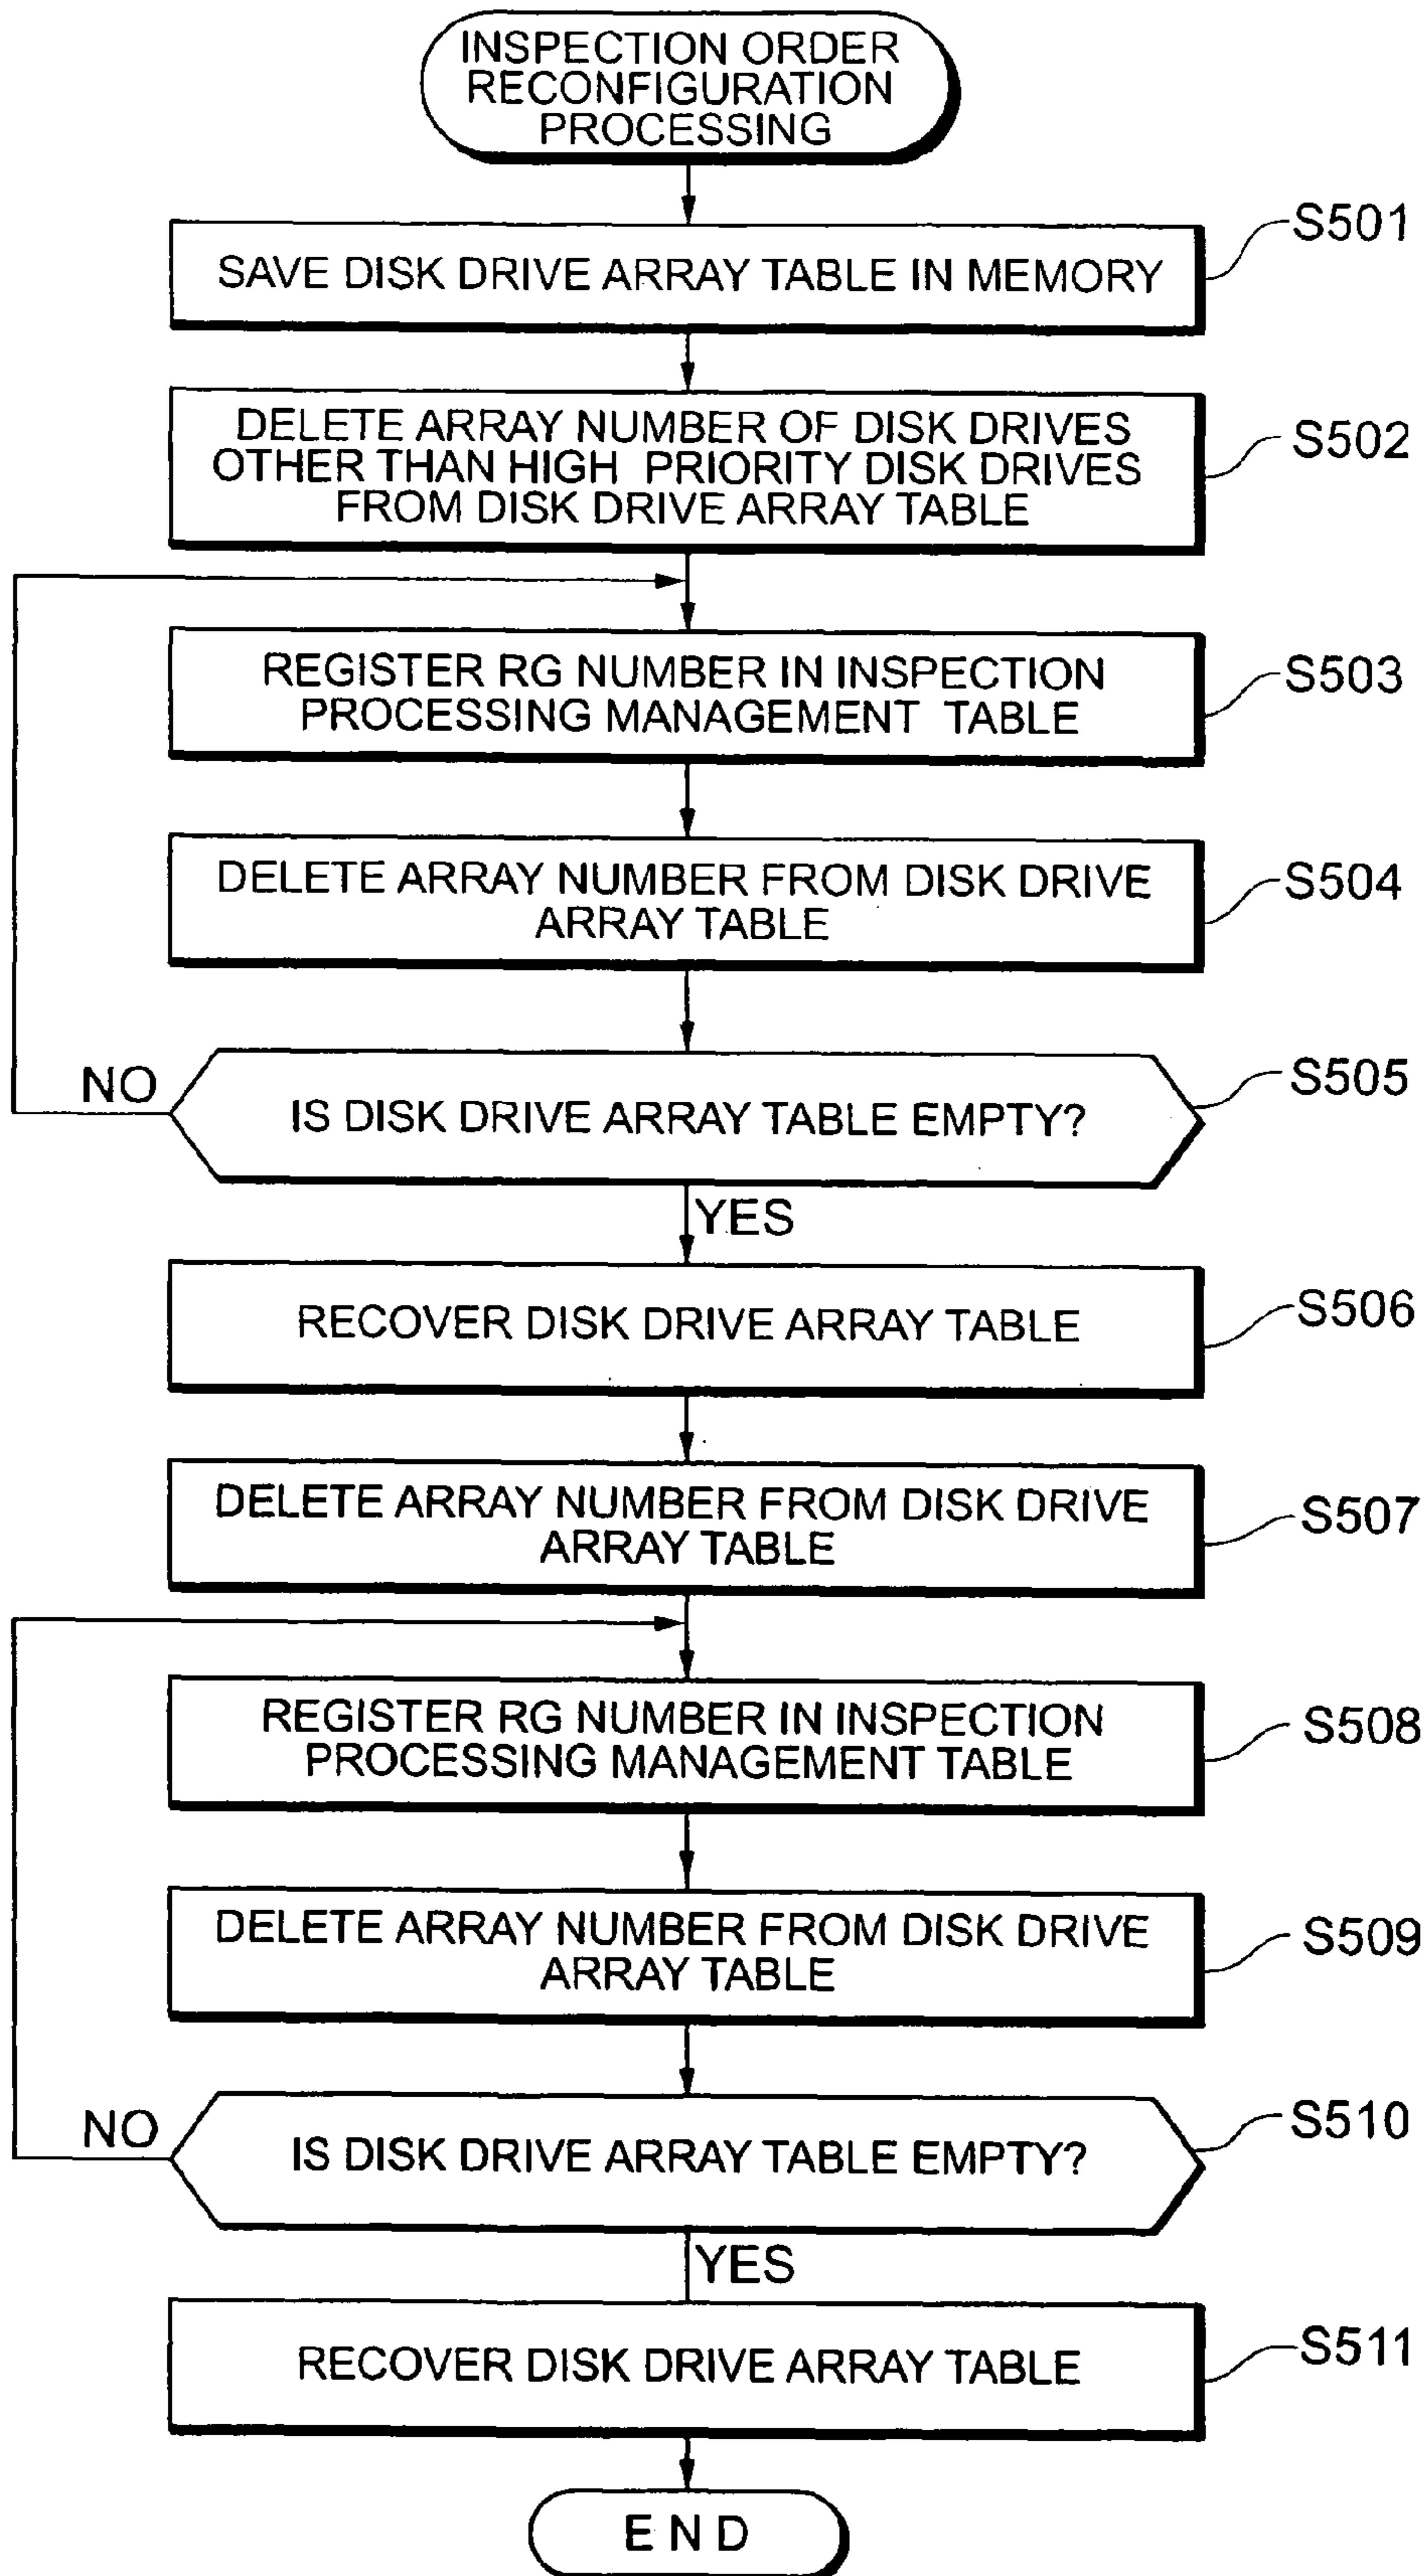 INSPECTION ORDER
RECONFIGURATION
PROCESSING
S501
SAVE DISK DRIVE ARRAY TABLE IN MEMORY
S502
DELETE ARRAY NUMBER OF DISK DRIVES
OTHER THAN HIGH PRIORITY DISK DRIVES
FROM DISK DRIVE ARRAY TABLE
S503
REGISTER RG NUMBER IN INSPECTION
PROCESSING MANAGEMENT TABLE
S504
DELETE ARRAY NUMBER FROM DISK DRIVE
ARRAY TABLE
S505
NO
IS DISK DRIVE ARRAY TABLE EMPTY?
YES
S506
RECOVER DISK DRIVE ARRAY TABLE
S507
DELETE ARRAY NUMBER FROM DISK DRIVE
ARRAY TABLE
S508
REGISTER RG NUMBER IN INSPECTION
PROCESSING MANAGEMENT TABLE
S509
DELETE ARRAY NUMBER FROM DISK DRIVE
ARRAY TABLE
S510
NO
IS DISK DRIVE ARRAY TABLE EMPTY?
YES
S511
RECOVER DISK DRIVE ARRAY TABLE
END